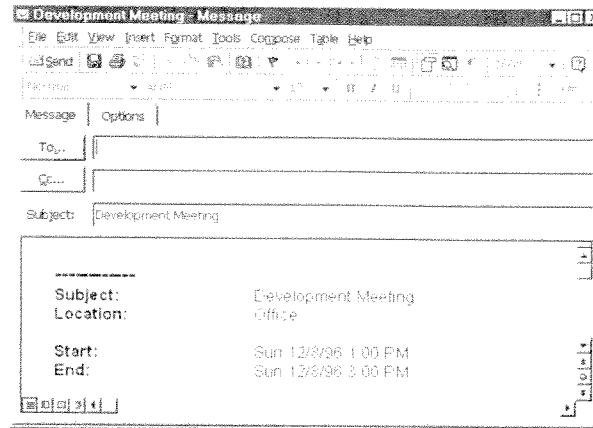 Development Meeting - Message
File Edit View Insert Format Tools Compose Table Help
Send
Message Options
To...
Cc...
Subject: Development Meeting
Subject: Development Meeting
Location: Office
Start: Sun 12/8/96 1:00 PM
End: Sun 12/8/96 3:00 PM